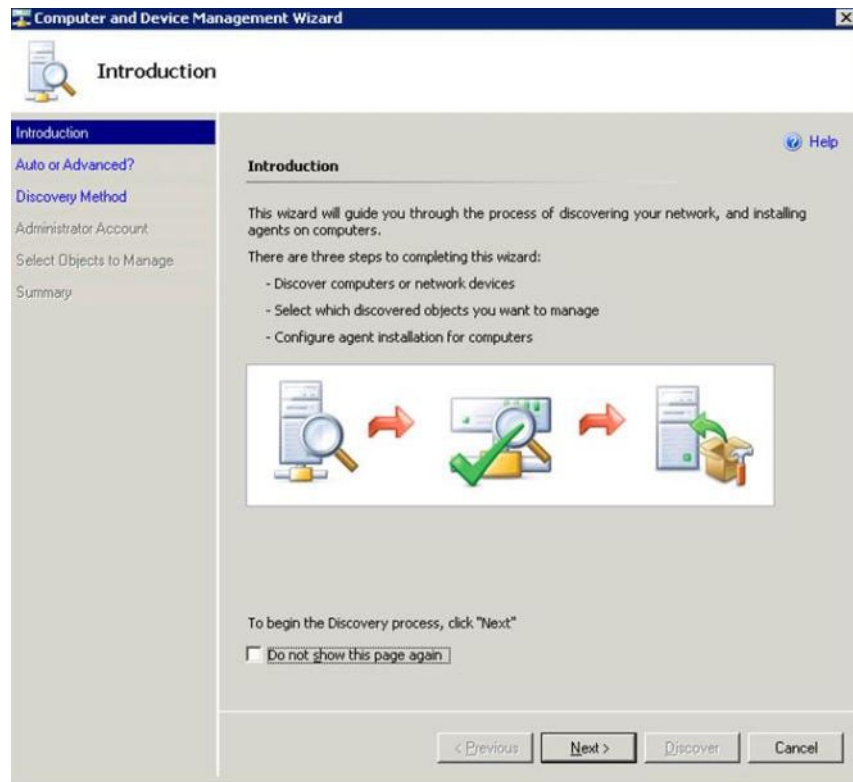 Computer and Device Management Wizard
Introduction
Introduction
Auto or Advanced?
Discovery Method
Administrator Account
Select Objects to Manage
Summary
Help
Introduction
This wizard will guide you through the process of discovering your network, and installing
agents on computers.
There are three steps to completing this wizard:
- Discover computers or network devices
- Select which discovered objects you want to manage
- Configure agent installation for computers
To begin the Discovery process, click "Next"
Do not show this page again
< Previous
Next >
Discover
Cancel